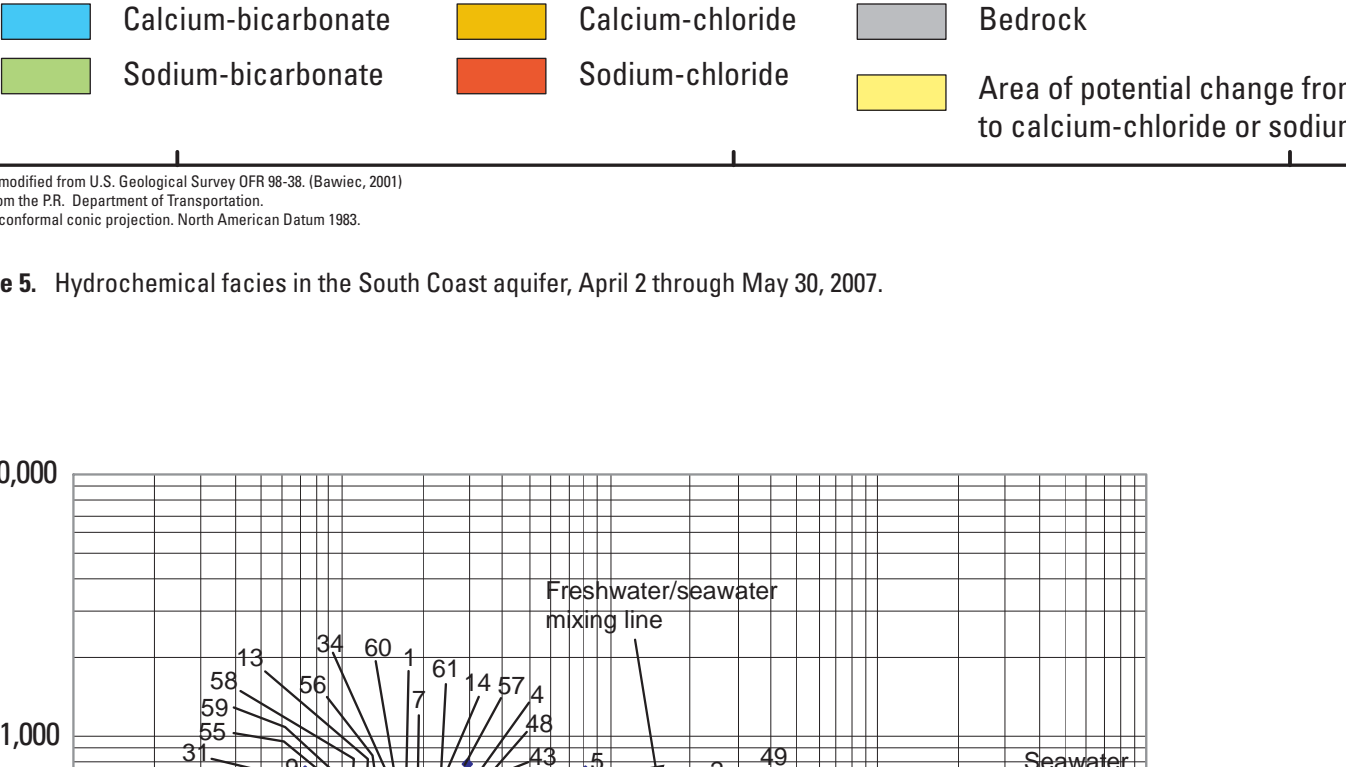 Calcium-bicarbonate
Calcium-chloride
Bedrock
Sodium-bicarbonate
Sodium-chloride
Area of potential change
to calcium-chloride or
modified from U.S. Geological Survey OFR 98-38. (Bawiec, 2001)
the P.R. Department of Transportation.
conformal conic projection. North American Datum 1983.
5. Hydrochemical facies in the South Coast aquifer, April 2 through May 30, 2007.
0,000
Freshwater/seawater
mixing line
34
60
1
13
61
58
56
14
57
4
7
59
48
55
1,000
31
43
5
49
Seawater